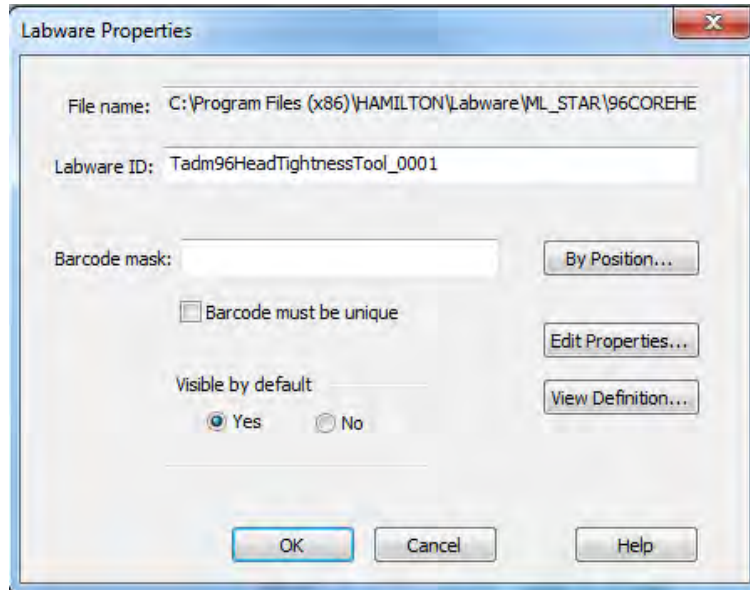 Labware Properties
File name: C:\Program Files (x86)\HAMILTON\Labware\ML_STAR\96COREHE
Labware ID: Tadm96HeadTightnessTool_0001
Barcode mask: By Position...
Barcode must be unique
Edit Properties...
Visible by default
View Definition...
Yes No
OK Cancel Help